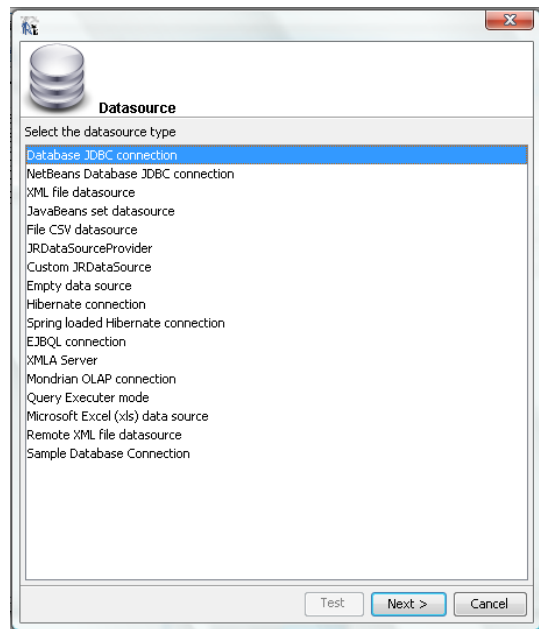 Datasource
Select the datasource type
Database JDBC connection
NetBeans Database JDBC connection
XML file datasource
JavaBeans set datasource
File CSV datasource
JRDataSourceProvider
Custom JRDataSource
Empty data source
Hibernate connection
Spring loaded Hibernate connection
EJBQL connection
XMLA Server
Mondrian OLAP connection
Query Executer mode
Microsoft Excel (xls) data source
Remote XML file datasource
Sample Database Connection
Test Next > Cancel